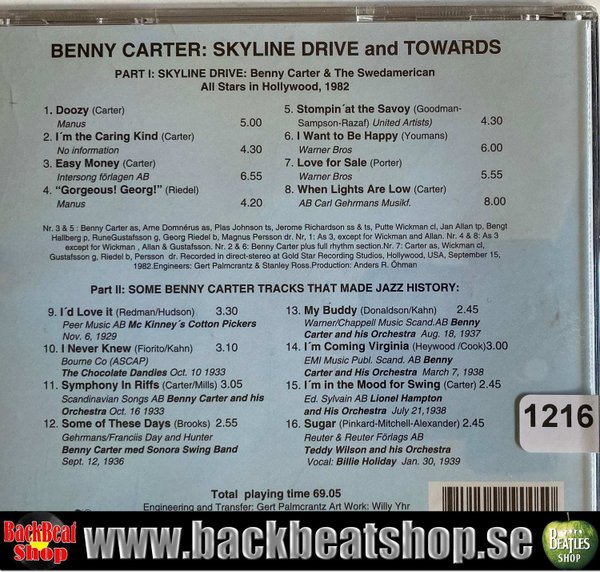 BENNY CARTER: SKYLINE DRIVE and TOWARDS
PART I: SKYLINE DRIVE: Benny Carter & The Swedamerican
All Stars in Hollywood, 1982
1. Doozy (Carter)
Manus 5.00
2. I´m the Caring Kind (Carter)
No information 4.30
3. Easy Money (Carter)
Intersong förlagen AB 6.55
4. “Gorgeous! Georg!” (Riedel)
Manus 4.20
5. Stompin´at the Savoy (Goodman-
Sampson-Razaf) United Artists) 4.30
6. I Want to Be Happy (Youmans)
Warner Bros 6.00
7. Love for Sale (Porter)
Warner Bros 5.55
8. When Lights Are Low (Carter)
AB Carl Gehrmans Musikf. 8.00
Nr. 3 & 5 : Benny Carter as, Arne Domnérus as, Plas Johnson ts, Jerome Richardson ss & ts, Putte Wickman cl, Jan Allan tp, Bengt
Hallberg p, RuneGustafsson g, Georg Riedel b, Magnus Persson dr. Nr, 1: As 3, except for Wickman and Allan. Nr. 4 & 8: As 3
except for Wickman , Allan & Gustafsson. Nr. 2 & 6: Benny Carter plus full rhythm section.Nr. 7: Carter as, Wickman cl,
Gustafsson g, Riedel b, Persson dr. Recorded in direct-stereo at Gold Star Recording Studios, Hollywood, USA, September 15,
1982.Engineers: Gert Palmcrantz & Stanley Ross.Production: Anders R. Öhman
Part II: SOME BENNY CARTER TRACKS THAT MADE JAZZ HISTORY:
9. I´d Love it (Redman/Hudson) 3.30
Peer Music AB Mc Kinney´s Cotton Pickers
Nov. 6, 1929
10. I Never Knew (Fiorito/Kahn) 3.10
Bourne Co (ASCAP)
The Chocolate Dandies Oct. 10 1933
11. Symphony In Riffs (Carter/Mills) 3.05
Scandinavian Songs AB Benny Carter and his
Orchestra Oct. 16 1933
12. Some of These Days (Brooks) 2.55
Gehrmans/Franciis Day and Hunter
Benny Carter med Sonora Swing Band
Sept. 12, 1936
13. My Buddy (Donaldson/Kahn) 2.45
Warner/Chappell Music Scand.AB Benny
Carter and his Orchestra Aug. 18, 1937
14. I´m Coming Virginia (Heywood /Cook)3.00
EMI Music Publ. Scand. AB Benny
Carter and His Orchestra March 7, 1938
15. I´m in the Mood for Swing (Carter) 2.45
Ed. Sylvain AB Lionel Hampton
and His Orchestra July 21,1938
16. Sugar (Pinkard-Mitchell-Alexander) 2.45
Reuter & Reuter Förlags AB
Teddy Wilson and his Orchestra
Vocal: Billie Holiday Jan. 30, 1939
1216
Total playing time 69.05
Engineering and Transfer: Gert Palmcrantz Art Work: Willy Yhr
BackBeat
Shop
www.backbeatshop.se
BEATLES
SHOP